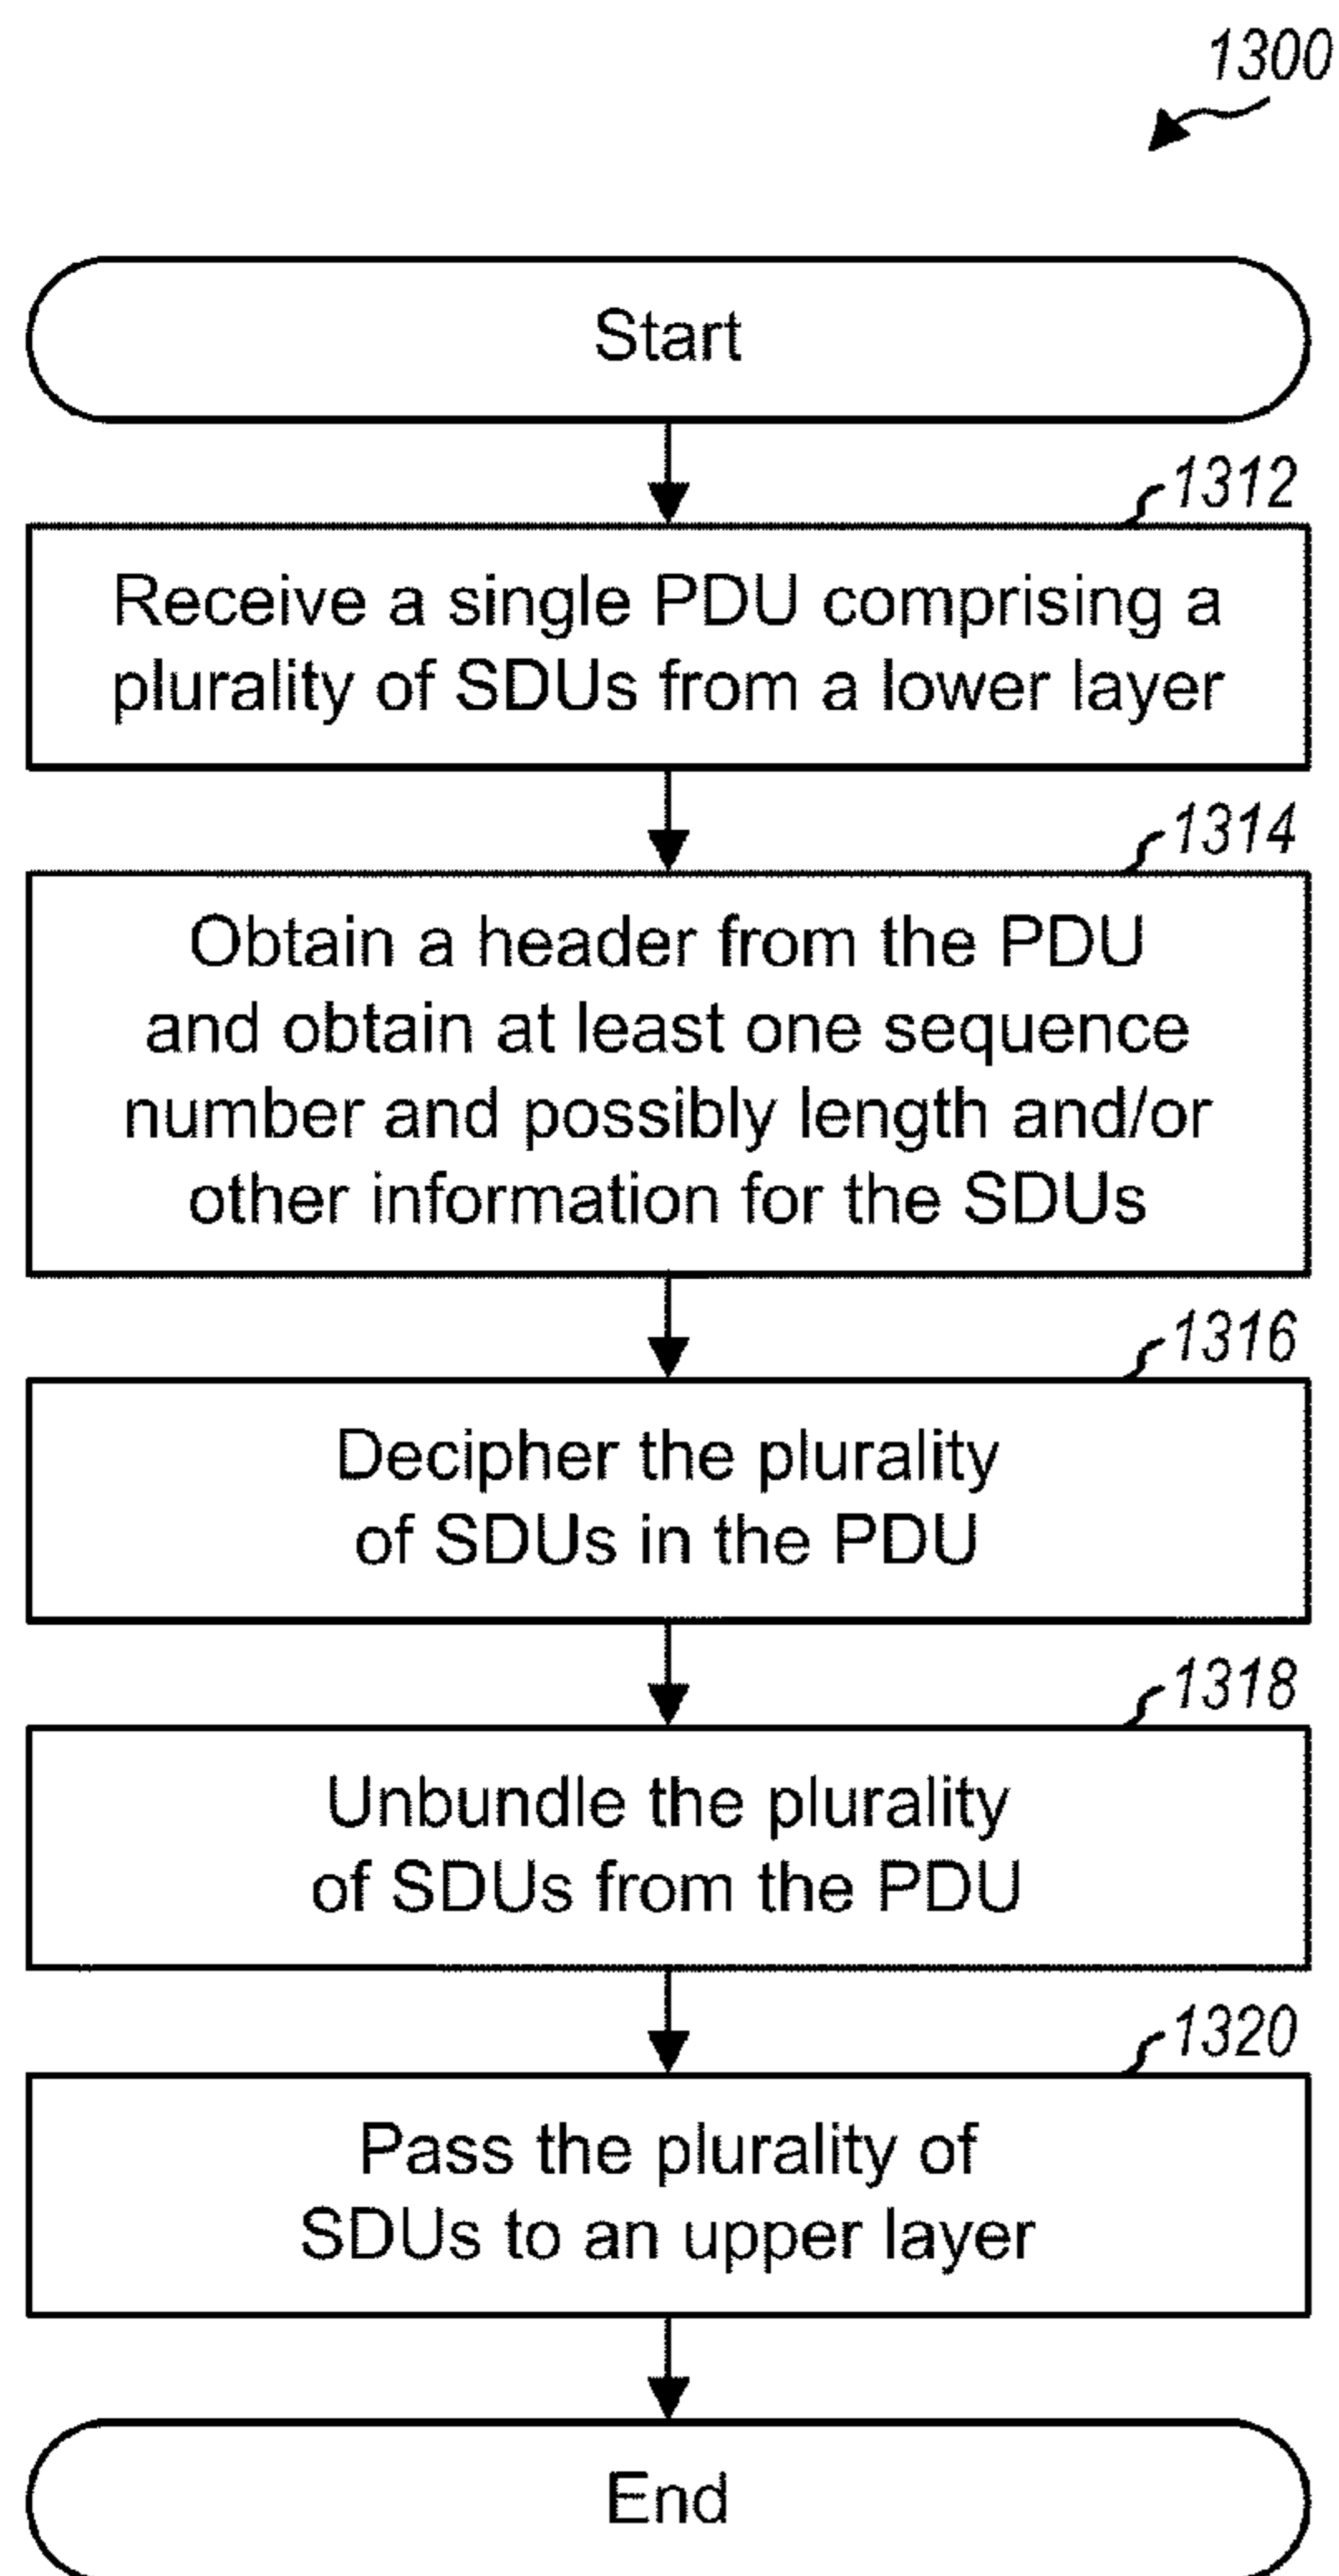 1300
Start
1312
Receive a single PDU comprising a
plurality of SDUs from a lower layer
1314
Obtain a header from the PDU
and obtain at least one sequence
number and possibly length and/or
other information for the SDUs
1316
Decipher the plurality
of SDUs in the PDU
1318
Unbundle the plurality
of SDUs from the PDU
1320
Pass the plurality of
SDUs to an upper layer
End